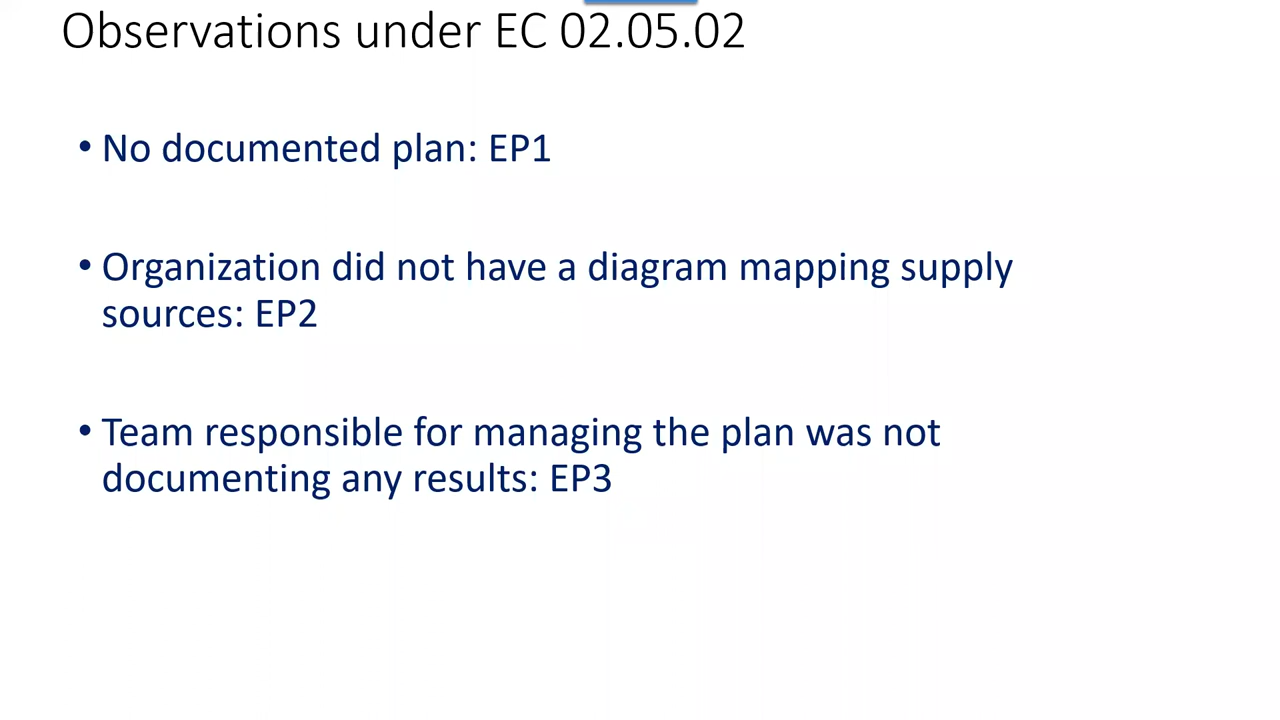 Observations under EC 02.05.02
• No documented plan: EP1
• Organization did not have a diagram mapping supply
sources: EP2
• Team responsible for managing the plan was not
documenting any results: EP3